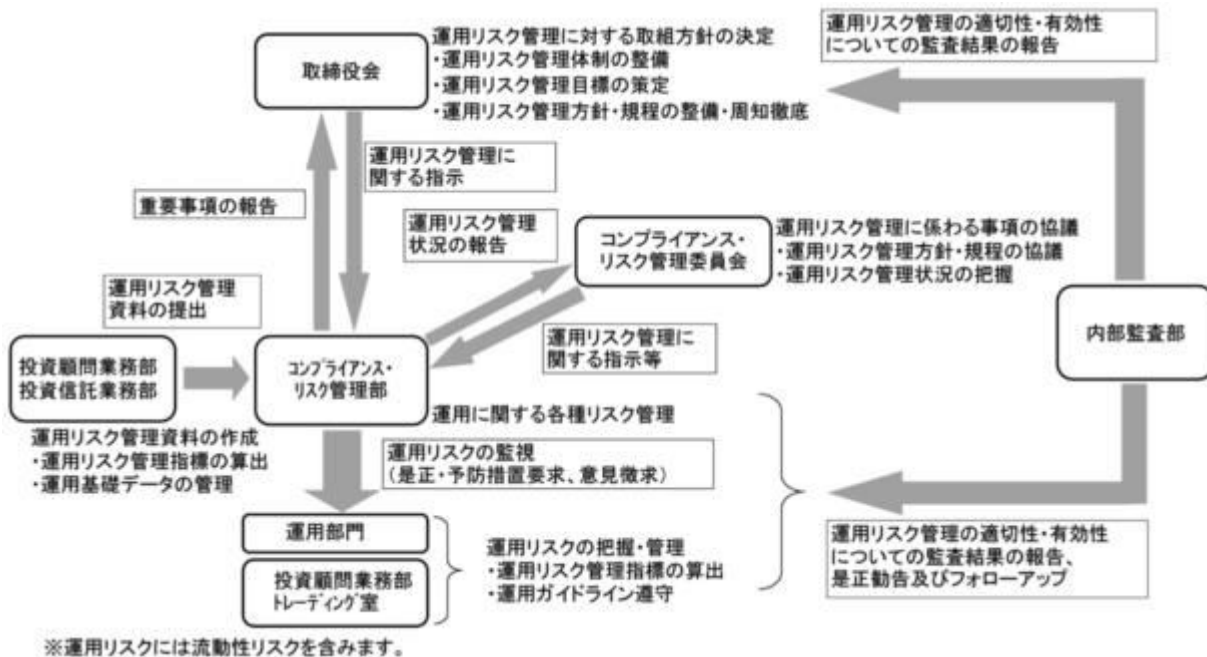 取締役会
運用リスク管理に対する取組方針の決定
・運用リスク管理体制の整備
・運用リスク管理目標の策定
・運用リスク管理方針・規程の整備・周知徹底
運用リスク管理の適切性・有効性
についての監査結果の報告
運用リスク管理に
関する指示
重要事項の報告
運用リスク管理
状況の報告
コンプライアンス・
リスク管理委員会
運用リスク管理に係わる事項の協議
・運用リスク管理方針・規程の協議
・運用リスク管理状況の把握
運用リスク管理
資料の提出
運用リスク管理に
関する指示等
内部監査部
投資顧問業務部
投資信託業務部
コンプライアンス・
リスク管理部
運用に関する各種リスク管理
運用リスク管理資料の作成
・運用リスク管理指標の算出
・運用基礎データの管理
運用リスクの監視
（是正・予防措置要求、意見徴求）
運用部門
投資顧問業務部
トレーディング室
運用リスクの把握・管理
・運用リスク管理指標の算出
・運用ガイドライン遵守
運用リスク管理の適切性・有効性
についての監査結果の報告、
是正勧告及びフォローアップ
※運用リスクには流動性リスクを含みます。